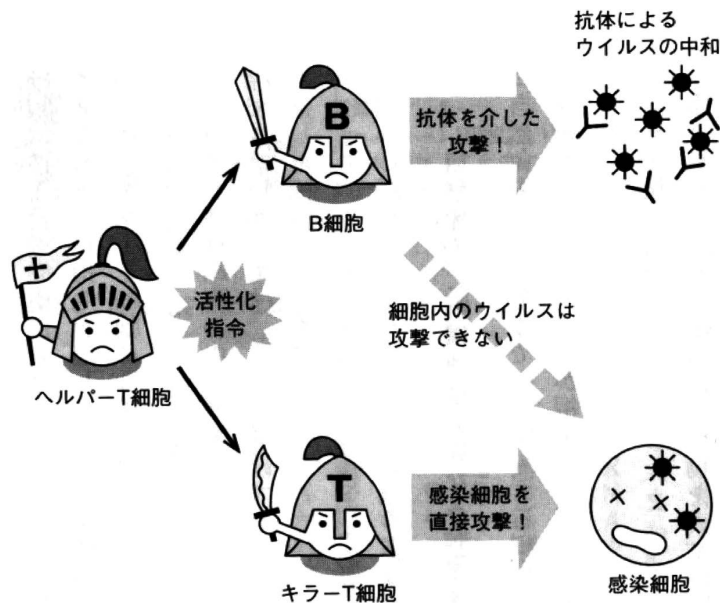 抗体による
ウイルスの中和
B
抗体を介した
攻撃！
B細胞
活性化
指令
細胞内のウイルスは
攻撃できない
ヘルパーT細胞
T
感染細胞を
直接攻撃！
キラーT細胞
感染細胞